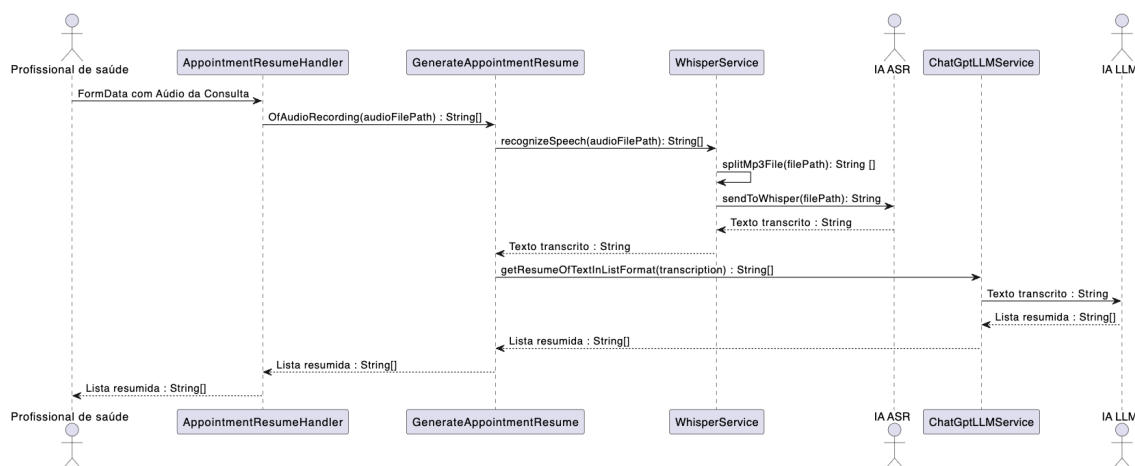 Profissional de saúde
AppointmentResumeHandler
GenerateAppointmentResume
WhisperService
IA ASR
ChatGptLLMService
IA LLM
FormData com Aúdio da Consulta
OfAudioRecording(audioFilePath) : String[]
recognizeSpeech(audioFilePath): String[]
splitMp3File(filePath): String []
sendToWhisper(filePath): String
Texto transcrito : String
Texto transcrito : String
getResumeOfTextInListFormat(transcription) : String[]
Texto transcrito : String
Lista resumida : String[]
Lista resumida : String[]
Lista resumida : String[]
Lista resumida : String[]
Profissional de saúde
AppointmentResumeHandler
GenerateAppointmentResume
WhisperService
IA ASR
ChatGptLLMService
IA LLM